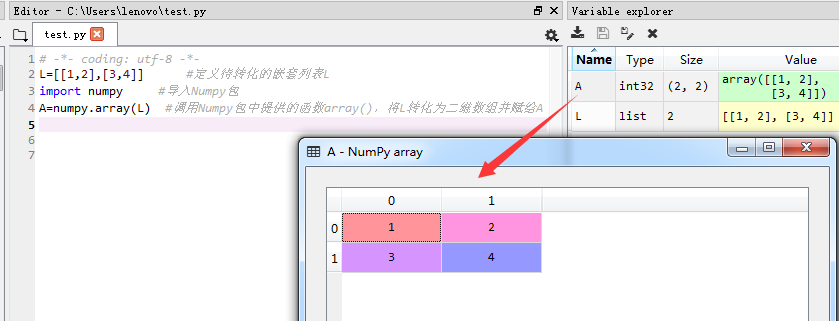 Editor - C:\Users\lenovo\test.py
test.py
1 # -*- coding: utf-8 -*-
2 L=[[1,2],[3,4]] #定义待转化的嵌套列表L
3 import numpy #导入Numpy包
4 A=numpy.array(L) #调用Numpy包中提供的函数array()，将L转化为二维数组并赋给A
5
6
7
Variable explorer
Name Type Size Value
A int32 (2, 2) array([[1, 2],
[3, 4]])
L list 2 [[1, 2], [3, 4]]
A - NumPy array
0 1
0 1 2
1 3 4